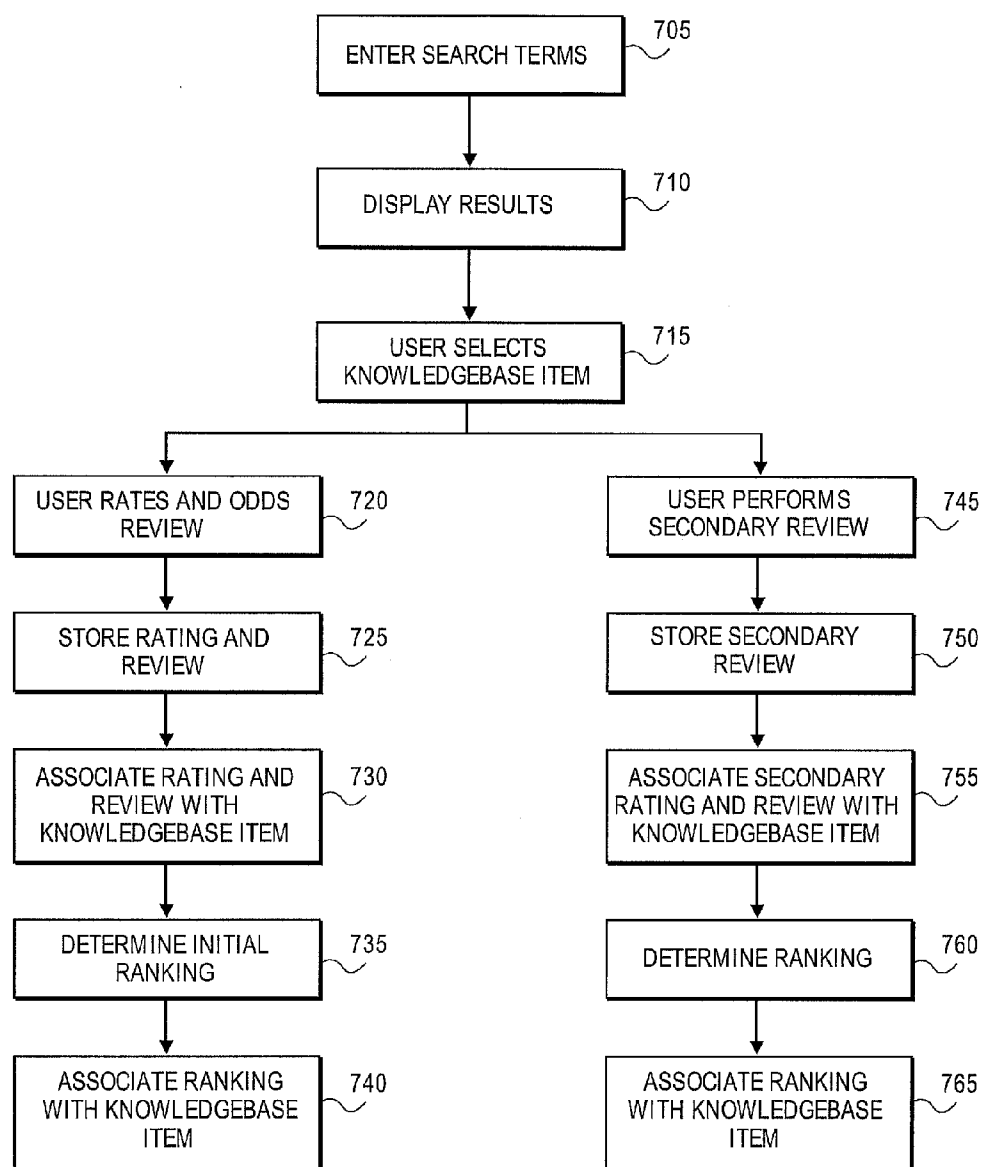 ENTER SEARCH TERMS
705
DISPLAY RESULTS
710
USER SELECTS
KNOWLEDGEBASE ITEM
715
USER RATES AND ODDS
REVIEW
720
STORE RATING AND
REVIEW
725
ASSOCIATE RATING AND
REVIEW WITH
KNOWLEDGEBASE ITEM
730
DETERMINE INITIAL
RANKING
735
ASSOCIATE RANKING
WITH KNOWLEDGEBASE
ITEM
740
USER PERFORMS
SECONDARY REVIEW
745
STORE SECONDARY
REVIEW
750
ASSOCIATE SECONDARY
RATING AND REVIEW WITH
KNOWLEDGEBASE ITEM
755
DETERMINE RANKING
760
ASSOCIATE RANKING
WITH KNOWLEDGEBASE
ITEM
765